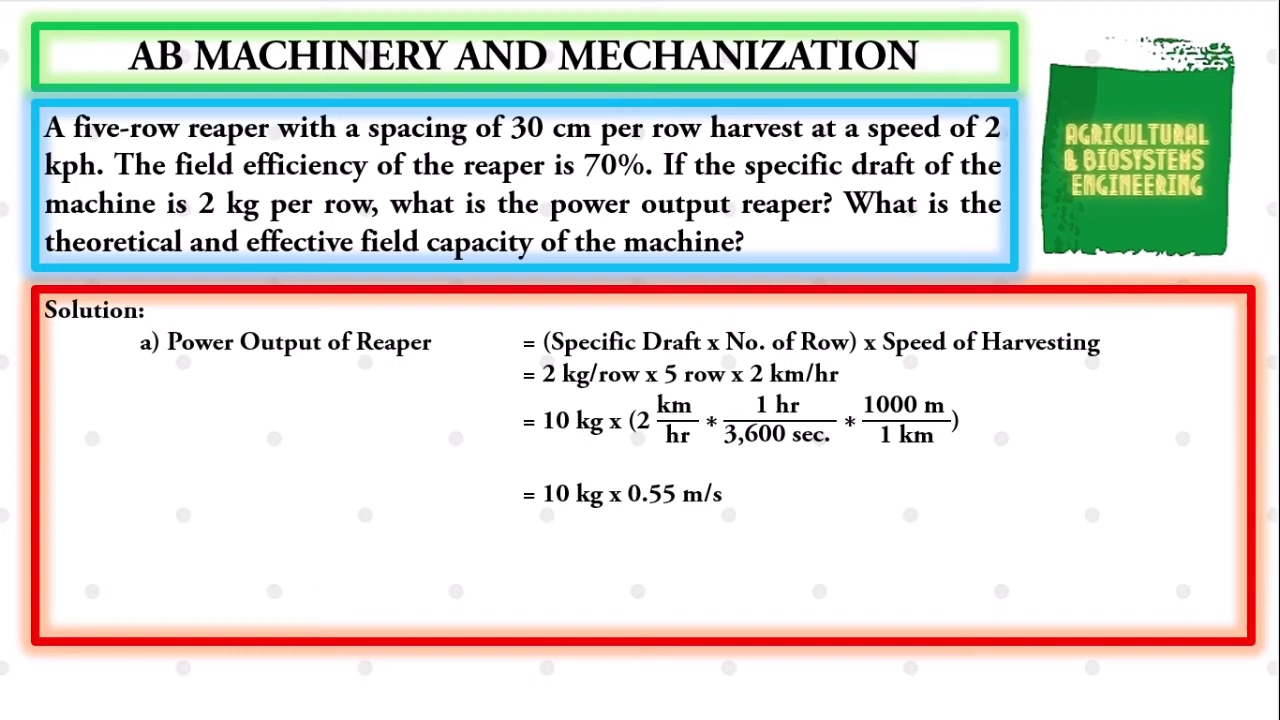 AB MACHINERY AND MECHANIZATION
A five-row reaper with a spacing of 30 cm per row harvest at a speed of 2
kph. The field efficiency of the reaper is 70%. If the specific draft of the
machine is 2 kg per row, what is the power output reaper? What is the
theoretical and effective field capacity of the machine?
AGRICULTURAL
& BIOSYSTEMS
ENGINEERING
Solution:
a) Power Output of Reaper = (Specific Draft x No. of Row) x Speed of Harvesting
= 2 kg/row x 5 row x 2 km/hr
= 10 kg x (2 km/hr * 1 hr/3,600 sec. * 1000 m/1 km)
= 10 kg x 0.55 m/s